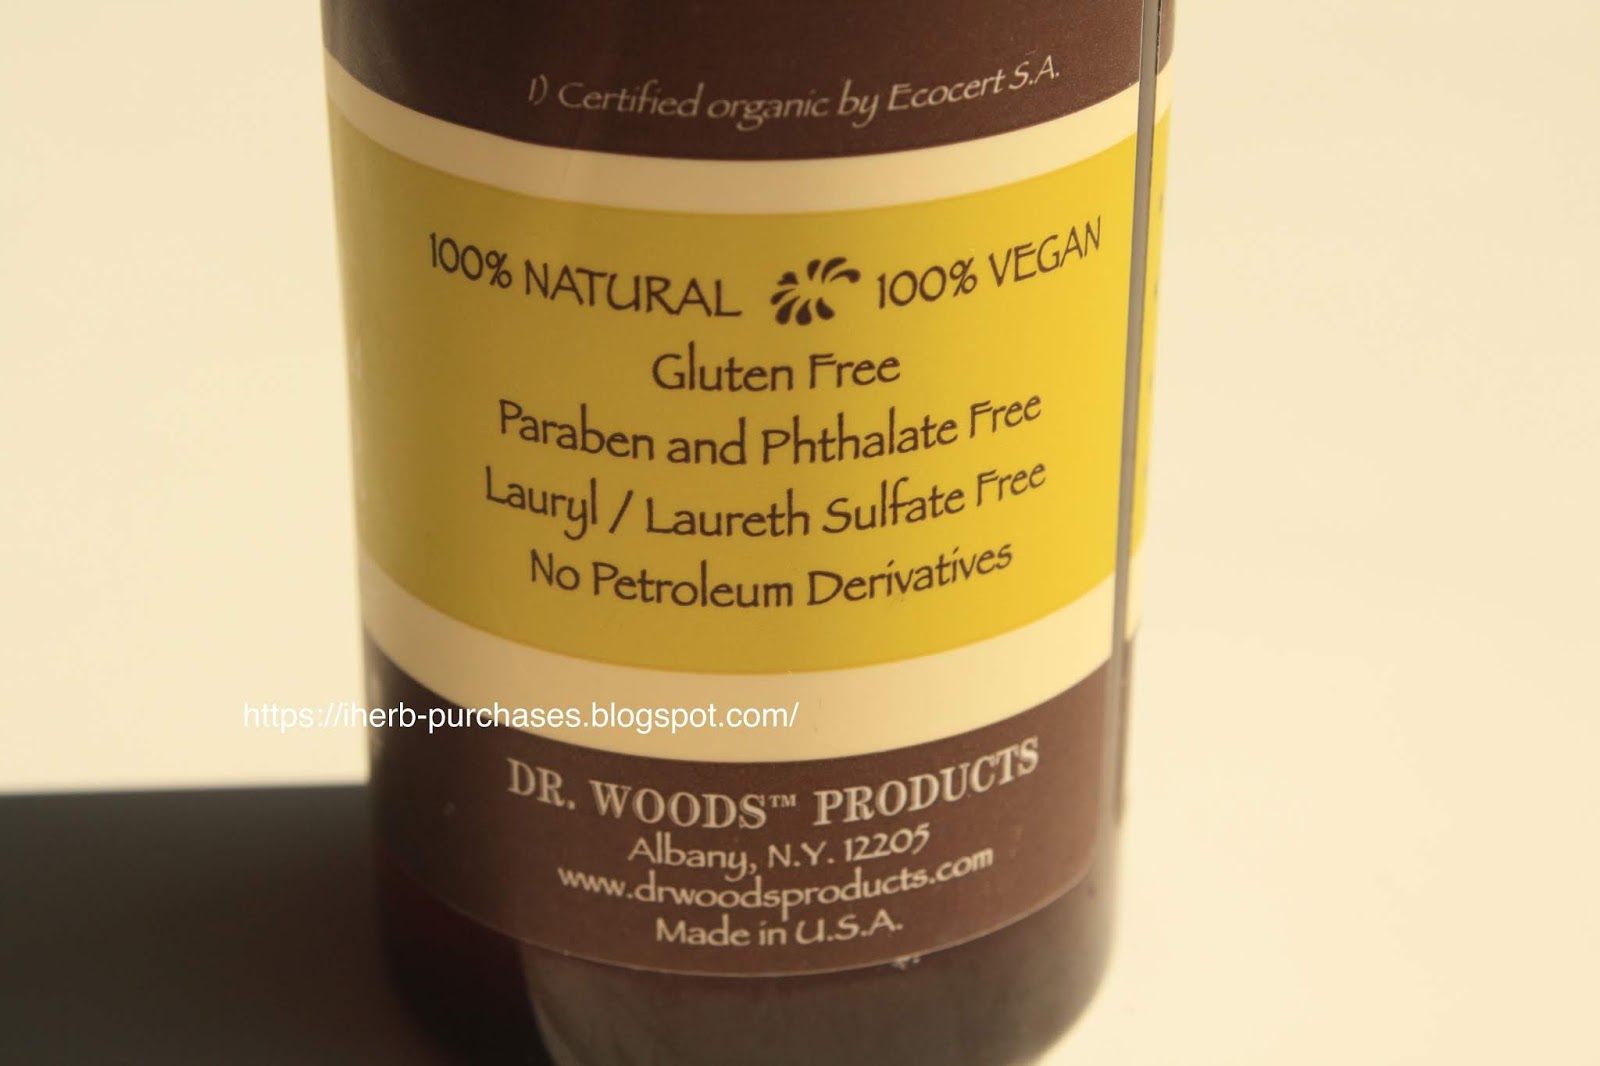 1) Certified organic by Ecocert S.A.
100% NATURAL 100% VEGAN
Gluten Free
Paraben and Phthalate Free
Lauryl / Laureth Sulfate Free
No Petroleum Derivatives
https://iherb-purchases.blogspot.com/
DR. WOODS™ PRODUCTS
Albany, N.Y. 12205
www.drwoodsproducts.com
Made in U.S.A.